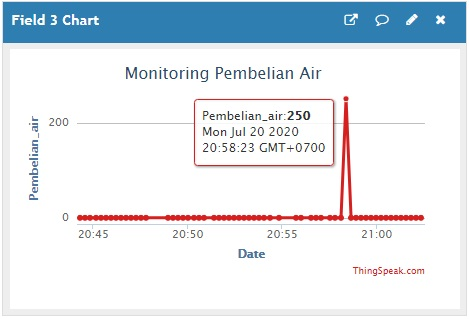 Field 3 Chart
Monitoring Pembelian Air
Pembelian_air
200
0
Pembelian_air:250
Mon Jul 20 2020
20:58:23 GMT+0700
20:45
20:50
20:55
21:00
Date
ThingSpeak.com